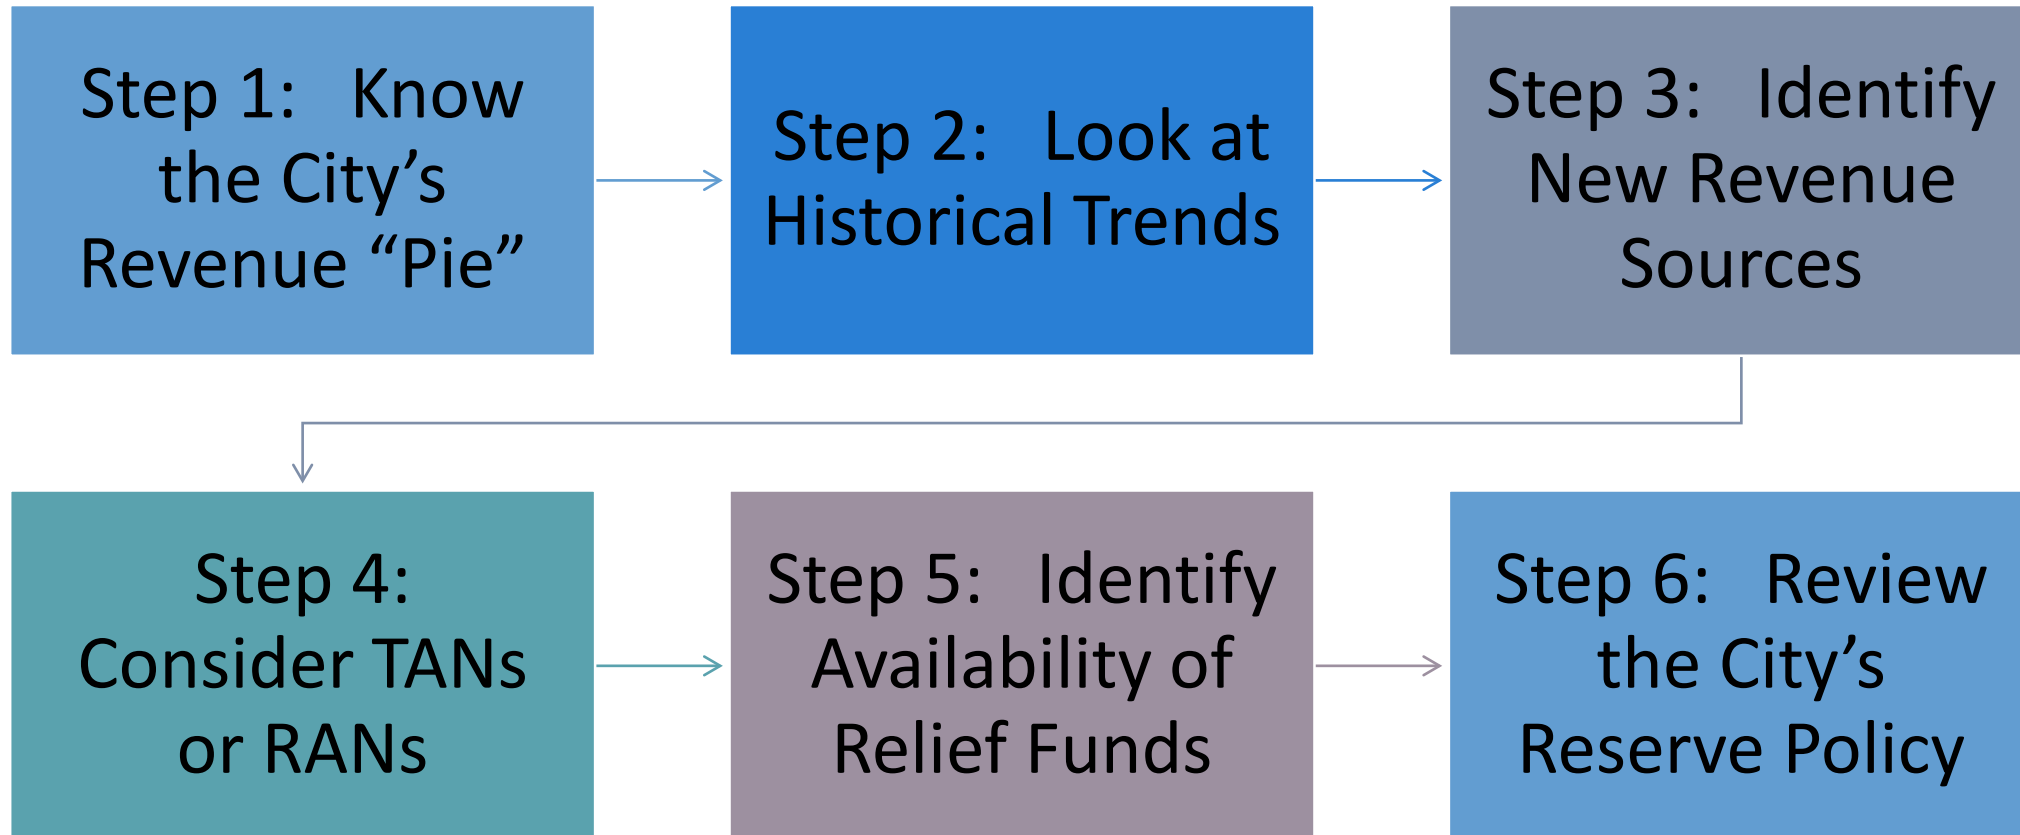 Step 1:   Know
the City’s
Revenue “Pie”
Step 2:   Look at
Historical Trends
Step 3:   Identify
New Revenue
Sources
Step 4:
Consider TANs
or RANs
Step 5:   Identify
Availability of
Relief Funds
Step 6:   Review
the City’s
Reserve Policy